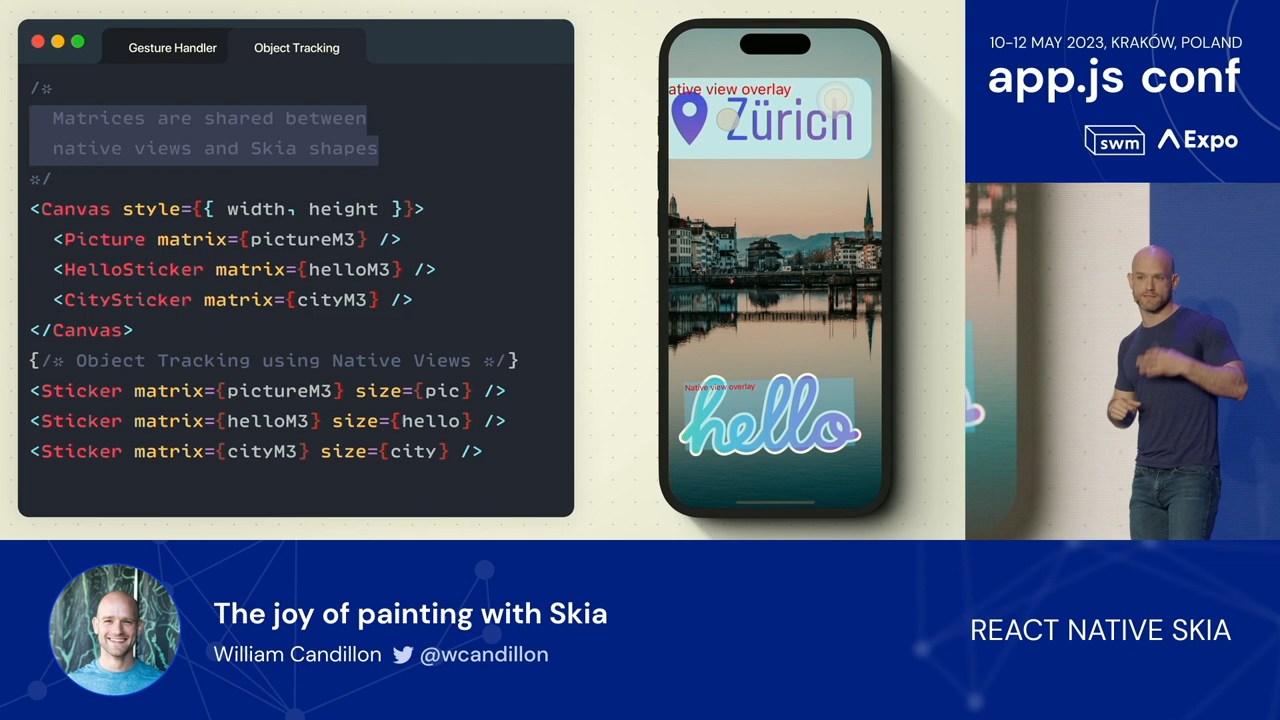 Gesture Handler
Object Tracking
/*
Matrices are shared between
native views and Skia shapes
*/
<Canvas style={{ width, height }}>
<Picture matrix={pictureM3} />
<HelloSticker matrix={helloM3} />
<CitySticker matrix={cityM3} />
</Canvas>
{/* Object Tracking using Native Views */}
<Sticker matrix={pictureM3} size={pic} />
<Sticker matrix={helloM3} size={hello} />
<Sticker matrix={cityM3} size={city} />
ative view overlay
Zürich
Native view overlay
hello
10-12 MAY 2023, KRAKÓW, POLAND
app.js conf
swm
Expo
The joy of painting with Skia
William Candillon @wcandillon
REACT NATIVE SKIA